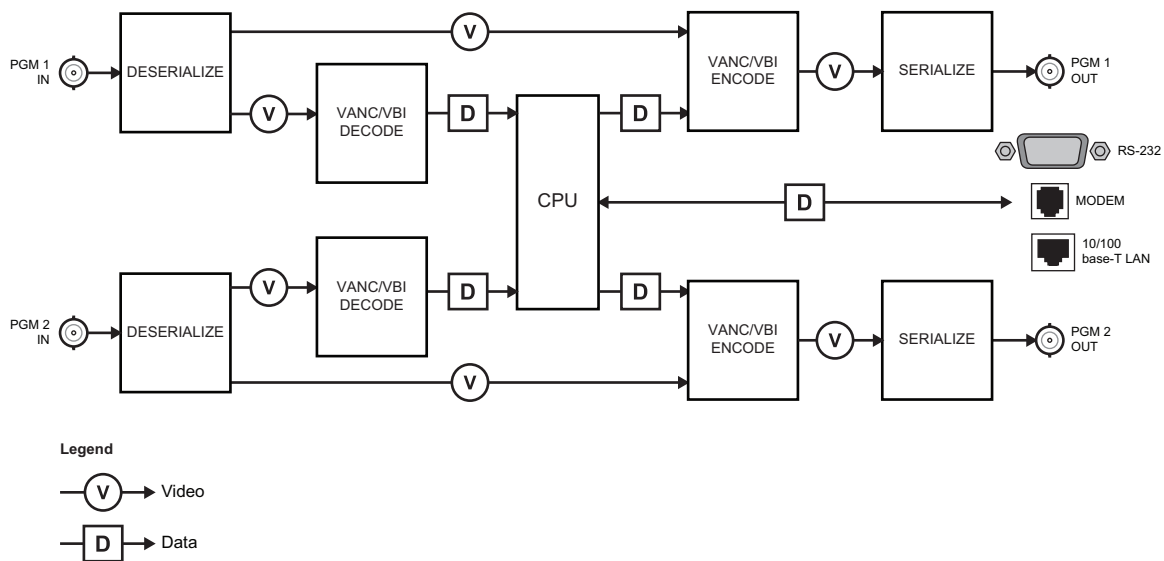 PGM 1
IN
DESERIALIZE
V
V
VANC/VBI
DECODE
D
CPU
D
VANC/VBI
ENCODE
V
SERIALIZE
PGM 1
OUT
RS-232
D
MODEM
10/100
base-T LAN
PGM 2
IN
DESERIALIZE
V
VANC/VBI
DECODE
D
D
V
VANC/VBI
ENCODE
V
SERIALIZE
PGM 2
OUT
Legend
V Video
D Data